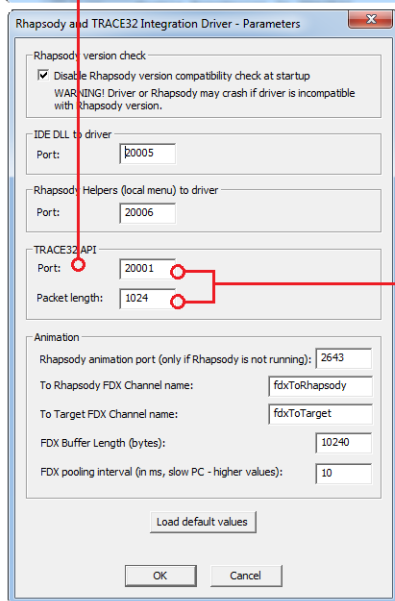 Rhapsody and TRACE32 Integration Driver - Parameters
Rhapsody version check
Disable Rhapsody version compatibility check at startup
WARNING! Driver or Rhapsody may crash if driver is incompatible
with Rhapsody version.
IDE DLL to driver
Port: 20005
Rhapsody Helpers (local menu) to driver
Port: 20006
TRACE32 API
Port: 20001
Packet length: 1024
Animation
Rhapsody animation port (only if Rhapsody is not running): 2643
To Rhapsody FDX Channel name: fdxToRhapsody
To Target FDX Channel name: fdxToTarget
FDX Buffer Length (bytes): 10240
FDX pooling interval (in ms, slow PC - higher values): 10
Load default values
OK Cancel